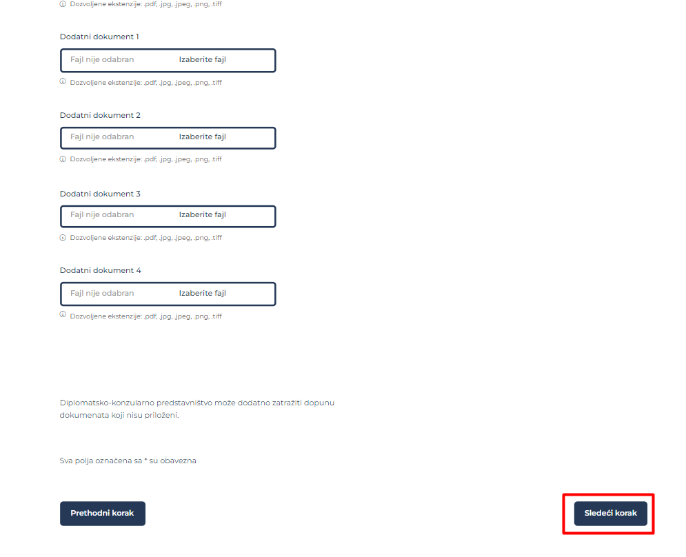 Dozvoljene ekstenzije: .pdf, .jpg, .jpeg, .png, .tiff
Dodatni dokument 1
Fajl nije odabran Izaberite fajl
Dozvoljene ekstenzije: .pdf, .jpg, .jpeg, .png, .tiff
Dodatni dokument 2
Fajl nije odabran Izaberite fajl
Dozvoljene ekstenzije: .pdf, .jpg, .jpeg, .png, .tiff
Dodatni dokument 3
Fajl nije odabran Izaberite fajl
Dozvoljene ekstenzije: .pdf, .jpg, .jpeg, .png, .tiff
Dodatni dokument 4
Fajl nije odabran Izaberite fajl
Dozvoljene ekstenzije: .pdf, .jpg, .jpeg, .png, .tiff
Diplomatsko-konzularno predstavništvo može dodatno zatražiti dopunu
dokumenata koji nisu priloženi.
Sva polja označena sa * su obavezna
Prethodni korak Sledeći korak